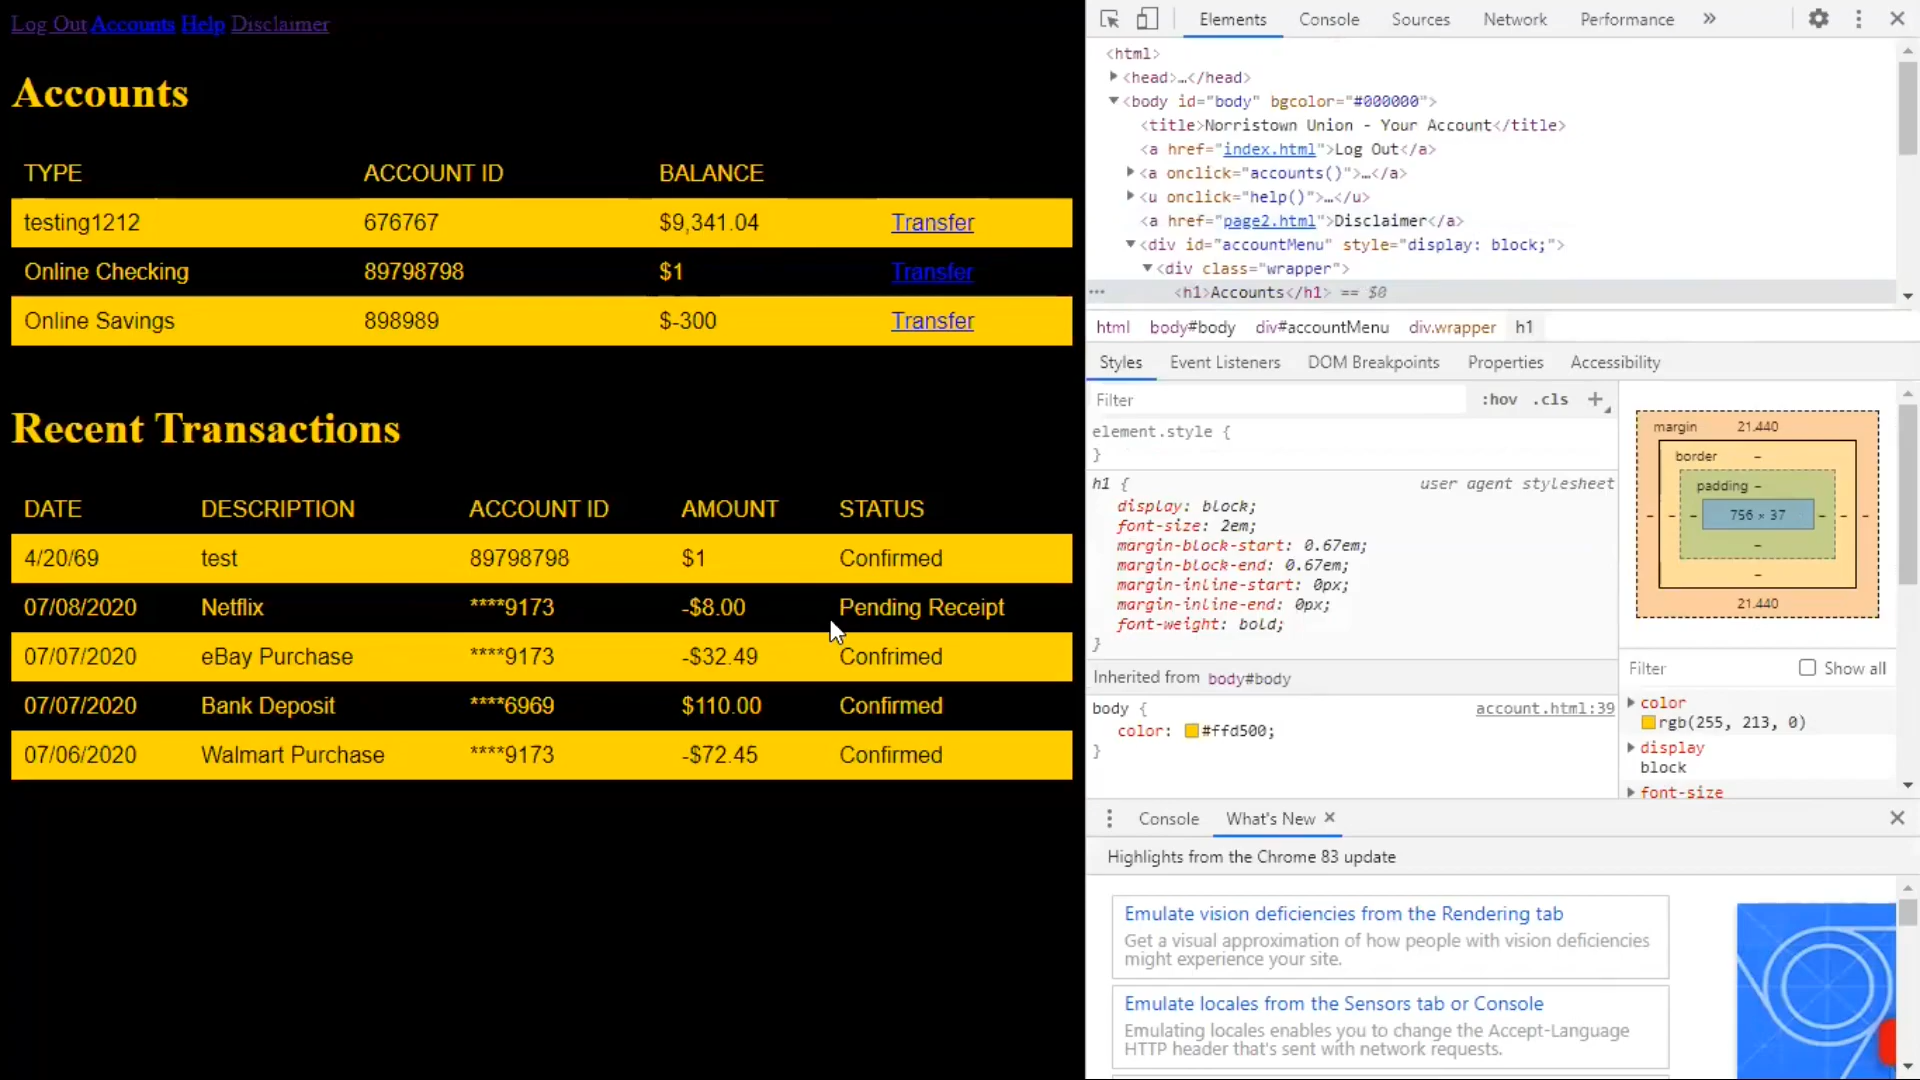 Log Out Accounts Help Disclaimer
Accounts
TYPE ACCOUNT ID BALANCE
testing1212 676767 $9,341.04 Transfer
Online Checking 89798798 $1 Transfer
Online Savings 898989 $-300 Transfer
Recent Transactions
DATE DESCRIPTION ACCOUNT ID AMOUNT STATUS
4/20/69 test 89798798 $1 Confirmed
07/08/2020 Netflix ****9173 -$8.00 Pending Receipt
07/07/2020 eBay Purchase ****9173 -$32.49 Confrimed
07/07/2020 Bank Deposit ****6969 $110.00 Confirmed
07/06/2020 Walmart Purchase ****9173 -$72.45 Confirmed
Elements Console Sources Network Performance »
<html>
<head>…</head>
<body id="body" bgcolor="#000000">
<title>Norristown Union - Your Account</title>
<a href="index.html">Log Out</a>
<a onclick="accounts()">…</a>
<u onclick="help()">…</u>
<a href="page2.html">Disclaimer</a>
<div id="accountMenu" style="display: block;">
<div class="wrapper">
… <h1>Accounts</h1> == $0
html body#body div#accountMenu div.wrapper h1
Styles Event Listeners DOM Breakpoints Properties Accessibility
Filter :hov .cls +
element.style {
}
h1 { user agent stylesheet
display: block;
font-size: 2em;
margin-block-start: 0.67em;
margin-block-end: 0.67em;
margin-inline-start: 0px;
margin-inline-end: 0px;
font-weight: bold;
}
Inherited from body#body
body { account.html:39
color: #ffd500;
}
margin 21.440
border –
padding –
– – – 756 × 37 – – –
–
–
21.440
Filter Show all
color
rgb(255, 213, 0)
display
block
font-size
Console What's New ×
Highlights from the Chrome 83 update
Emulate vision deficiencies from the Rendering tab
Get a visual approximation of how people with vision deficiencies
might experience your site.
Emulate locales from the Sensors tab or Console
Emulating locales enables you to change the Accept-Language
HTTP header that's sent with network requests.